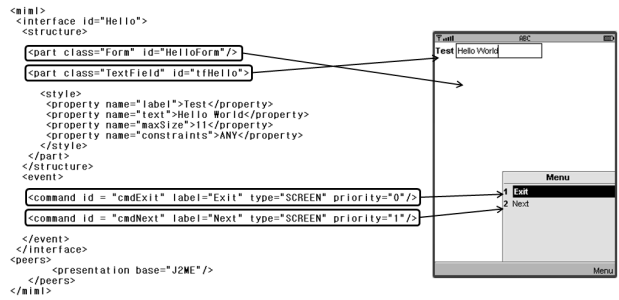 <miml>
<interface id="Hello">
<structure>
<part class="Form" id="HelloForm"/>
<part class="TextField" id="tfHello">
<style>
<property name="label">Test</property>
<property name="text">Hello World</property>
<property name="maxSize">11</property>
<property name="constraints">ANY</property>
</style>
</part>
</structure>
<event>
<command id = "cmdExit" label="Exit" type="SCREEN" priority="0"/>
<command id = "cmdNext" label="Next" type="SCREEN" priority="1"/>
</event>
</interface>
<peers>
<presentation base="J2ME"/>
</peers>
</miml>
ABC
Test Hello World
Menu
1 Exit
2 Next
Menu